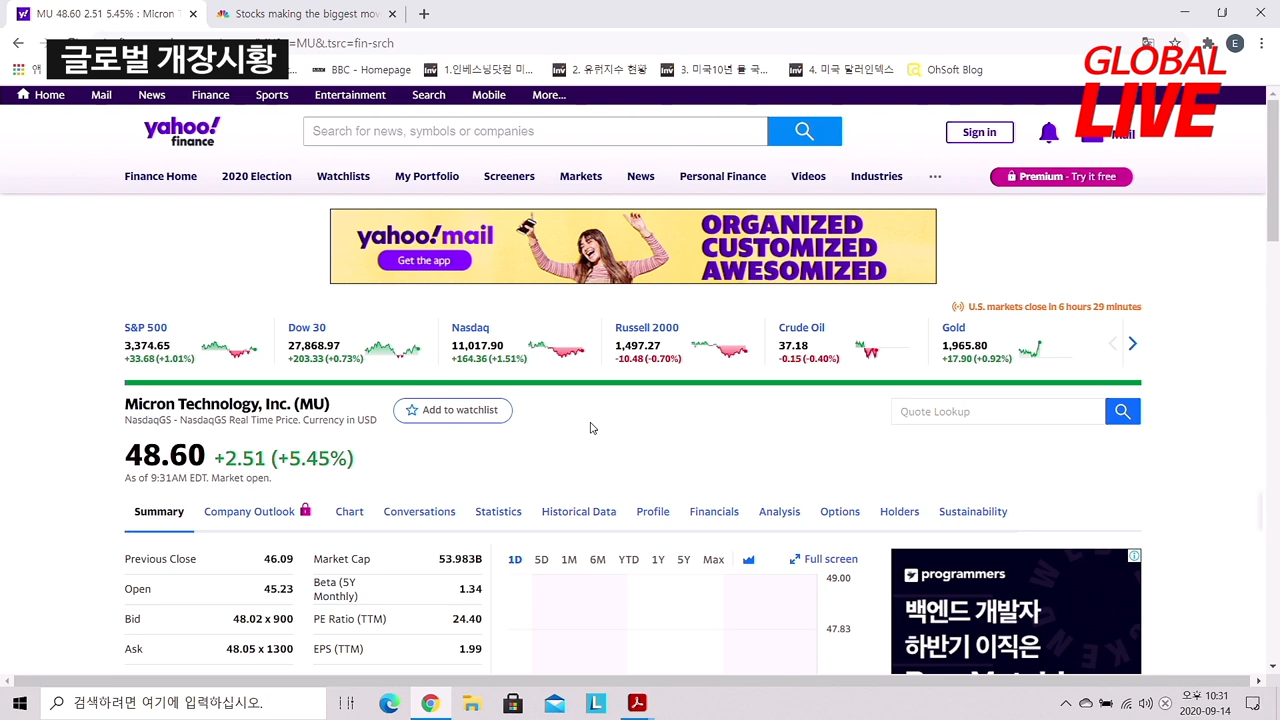 MU 48.60 2.51 5.45% : Micron T
Stocks making the biggest mov
글로벌 개장시황
=MU&tsrc=fin-srch
E
BBC - Homepage
1.인베스팅닷컴 미...
2. 유럽지수 현황
3. 미국10년 물 국...
4. 미국 달러인덱스
OhSoft Blog
GLOBAL
LIVE
Home
Mail
News
Finance
Sports
Entertainment
Search
Mobile
More...
yahoo!
finance
Search for news, symbols or companies
Sign in
Mail
Finance Home
2020 Election
Watchlists
My Portfolio
Screeners
Markets
News
Personal Finance
Videos
Industries
Premium - Try it free
yahoo!mail
Get the app
ORGANIZED
CUSTOMIZED
AWESOMIZED
U.S. markets close in 6 hours 29 minutes
S&P 500
3,374.65
+33.68 (+1.01%)
Dow 30
27,868.97
+203.33 (+0.73%)
Nasdaq
11,017.90
+164.36 (+1.51%)
Russell 2000
1,497.27
-10.48 (-0.70%)
Crude Oil
37.18
-0.15 (-0.40%)
Gold
1,965.80
+17.90 (+0.92%)
Micron Technology, Inc. (MU)
NasdaqGS - NasdaqGS Real Time Price. Currency in USD
Add to watchlist
Quote Lookup
48.60 +2.51 (+5.45%)
As of 9:31AM EDT. Market open.
Summary
Company Outlook
Chart
Conversations
Statistics
Historical Data
Profile
Financials
Analysis
Options
Holders
Sustainability
Previous Close 46.09
Open 45.23
Bid 48.02 x 900
Ask 48.05 x 1300
Market Cap 53.983B
Beta (5Y
Monthly) 1.34
PE Ratio (TTM) 24.40
EPS (TTM) 1.99
1D 5D 1M 6M YTD 1Y 5Y Max
Full screen
49.00
47.83
programmers
백엔드 개발자
하반기 이직은
검색하려면 여기에 입력하십시오.
오후 10:31
2020-09-14